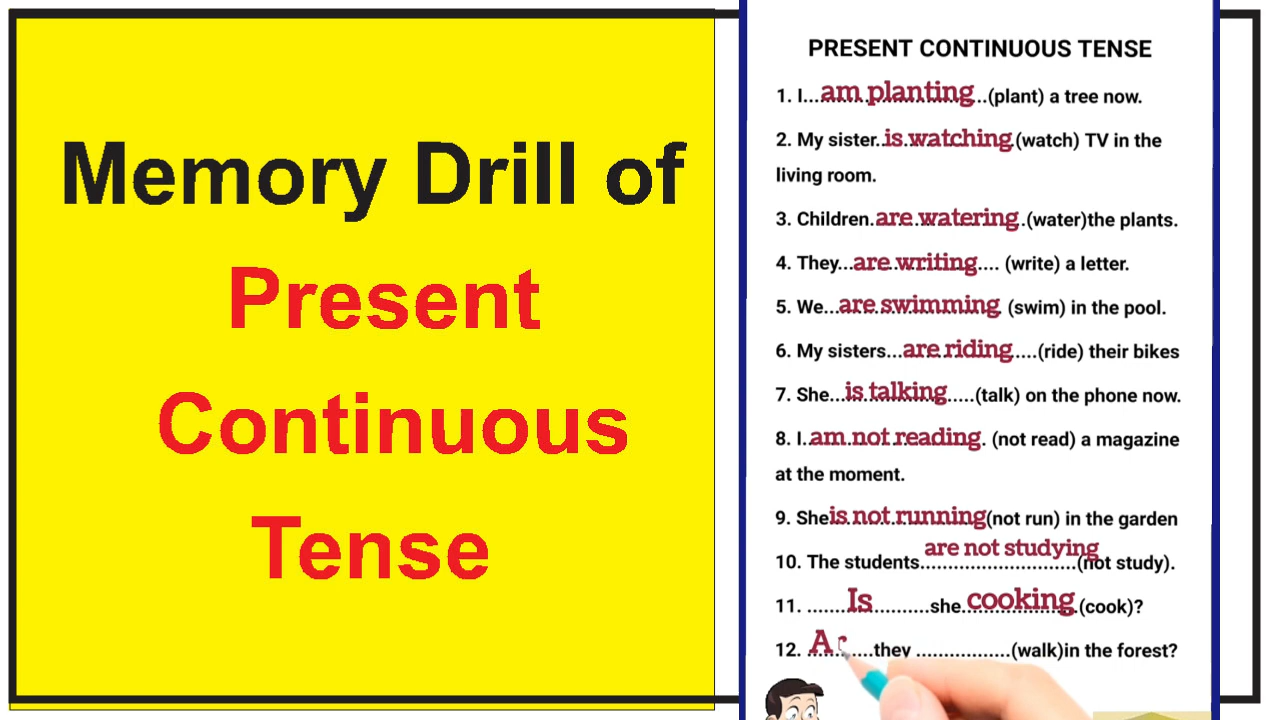 Memory Drill of
Present
Continuous
Tense
PRESENT CONTINUOUS TENSE
1. I...am planting...(plant) a tree now.
2. My sister..is watching.(watch) TV in the
living room.
3. Children.are watering.(water)the plants.
4. They...are writing.... (write) a letter.
5. We...are swimming. (swim) in the pool.
6. My sisters...are riding....(ride) their bikes
7. She...is talking.....(talk) on the phone now.
8. I.am not reading. (not read) a magazine
at the moment.
9. She is not running(not run) in the garden
are not studying
10. The students............................(not study).
11. .......Is..........she.cooking.(cook)?
12. Ar......they .................(walk)in the forest?